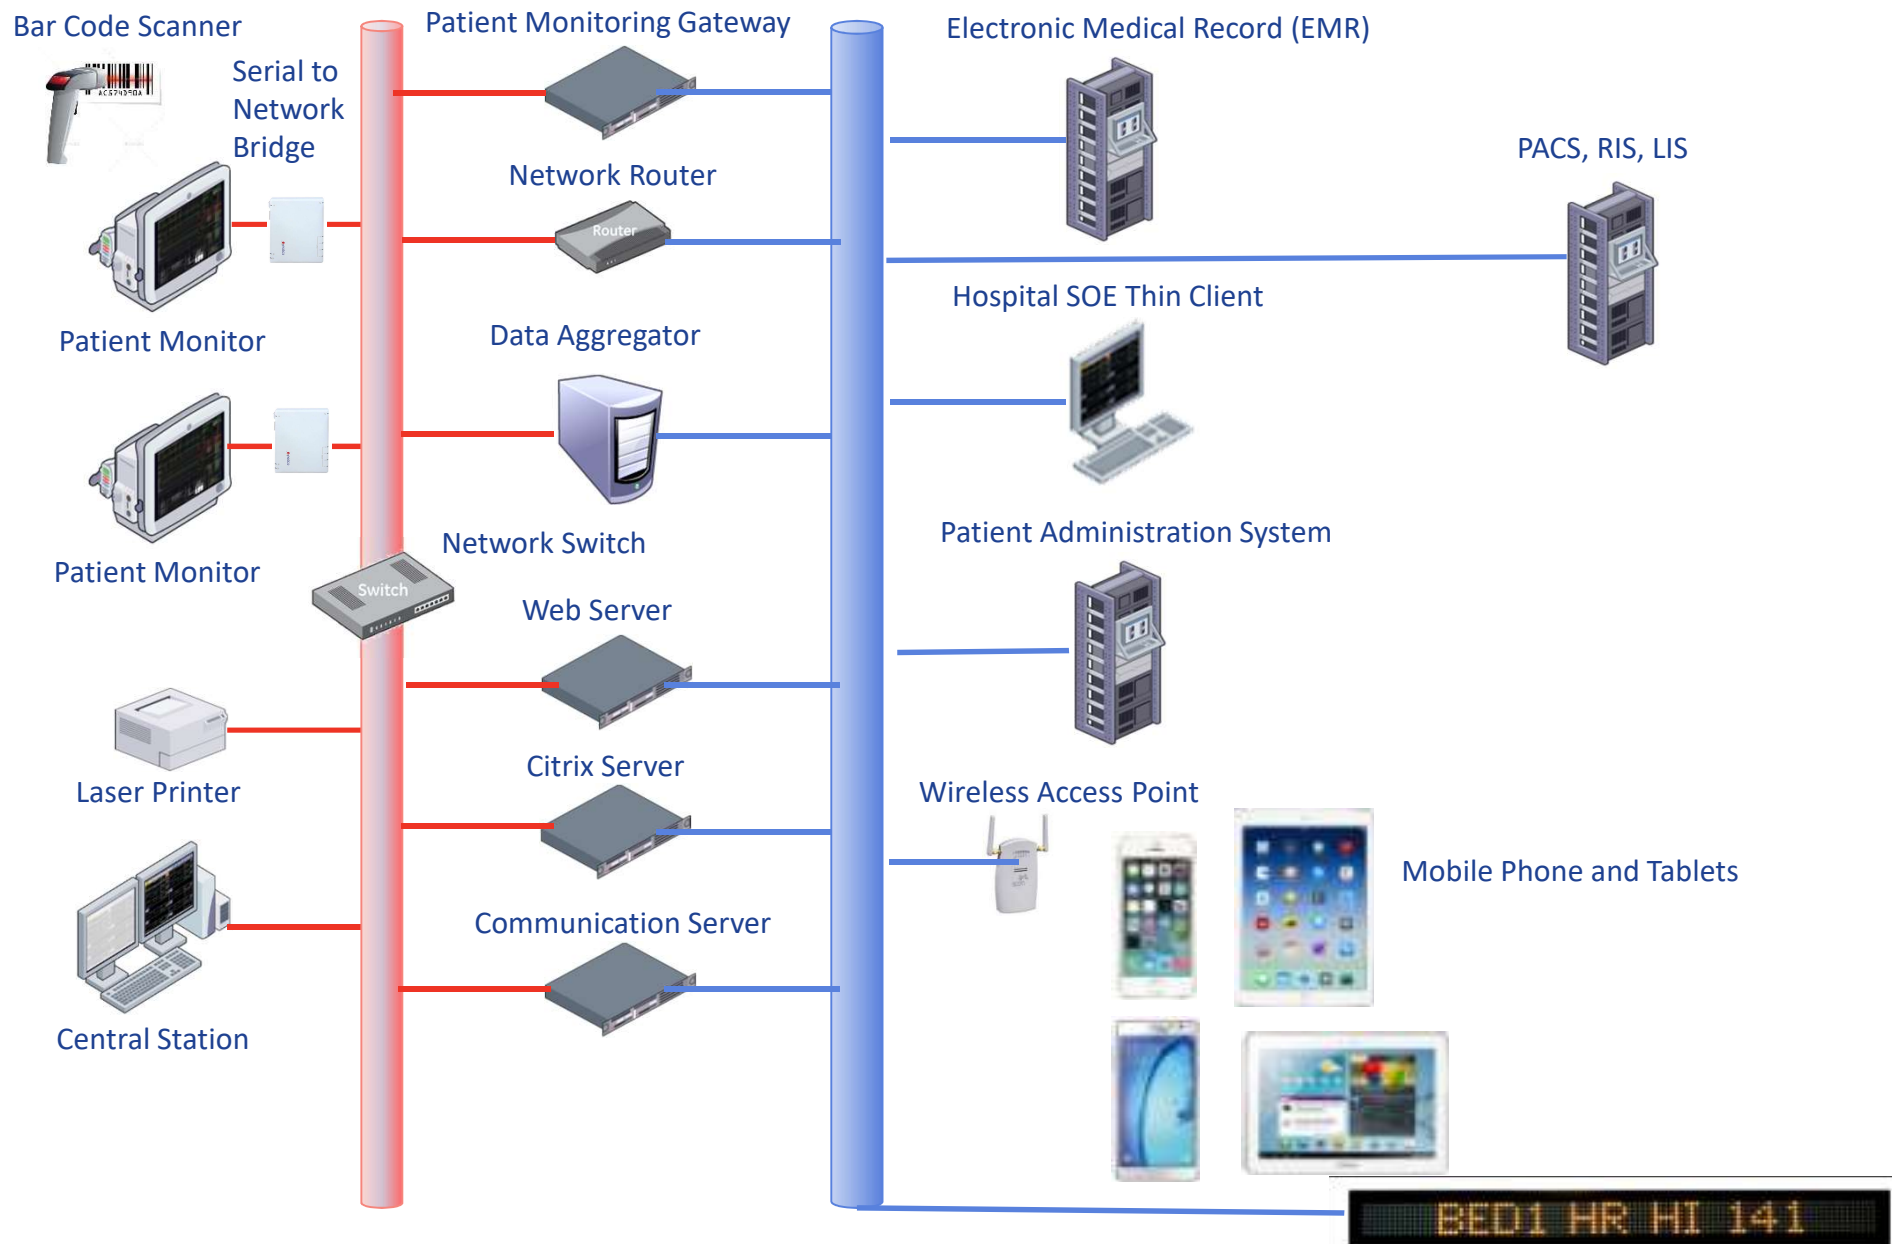 Bar Code Scanner
AC574D50A
Serial to
Network
Bridge
Patient Monitor
Patient Monitor
Laser Printer
Central Station
Patient Monitoring Gateway
Network Router
Router
Data Aggregator
Network Switch
Switch
Web Server
Citrix Server
Communication Server
Electronic Medical Record (EMR)
PACS, RIS, LIS
Hospital SOE Thin Client
Patient Administration System
Wireless Access Point
Mobile Phone and Tablets
BED1 HR HI 141